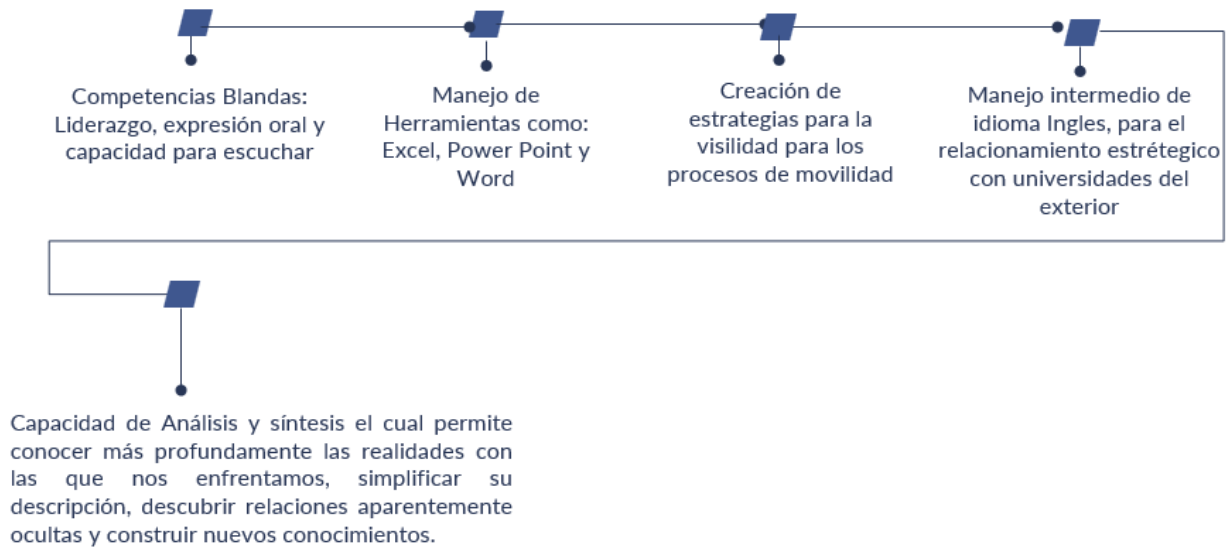 Competencias Blandas:
Liderazgo, expresión oral y
capacidad para escuchar
Manejo de
Herramientas como:
Excel, Power Point y
Word
Creación de
estrategias para la
visilidad para los
procesos de movilidad
Manejo intermedio de
idioma Ingles, para el
relacionamiento estrétegico
con universidades del
exterior
Capacidad de Análisis y síntesis el cual permite
conocer más profundamente las realidades con
las que nos enfrentamos, simplificar su
descripción, descubrir relaciones aparentemente
ocultas y construir nuevos conocimientos.